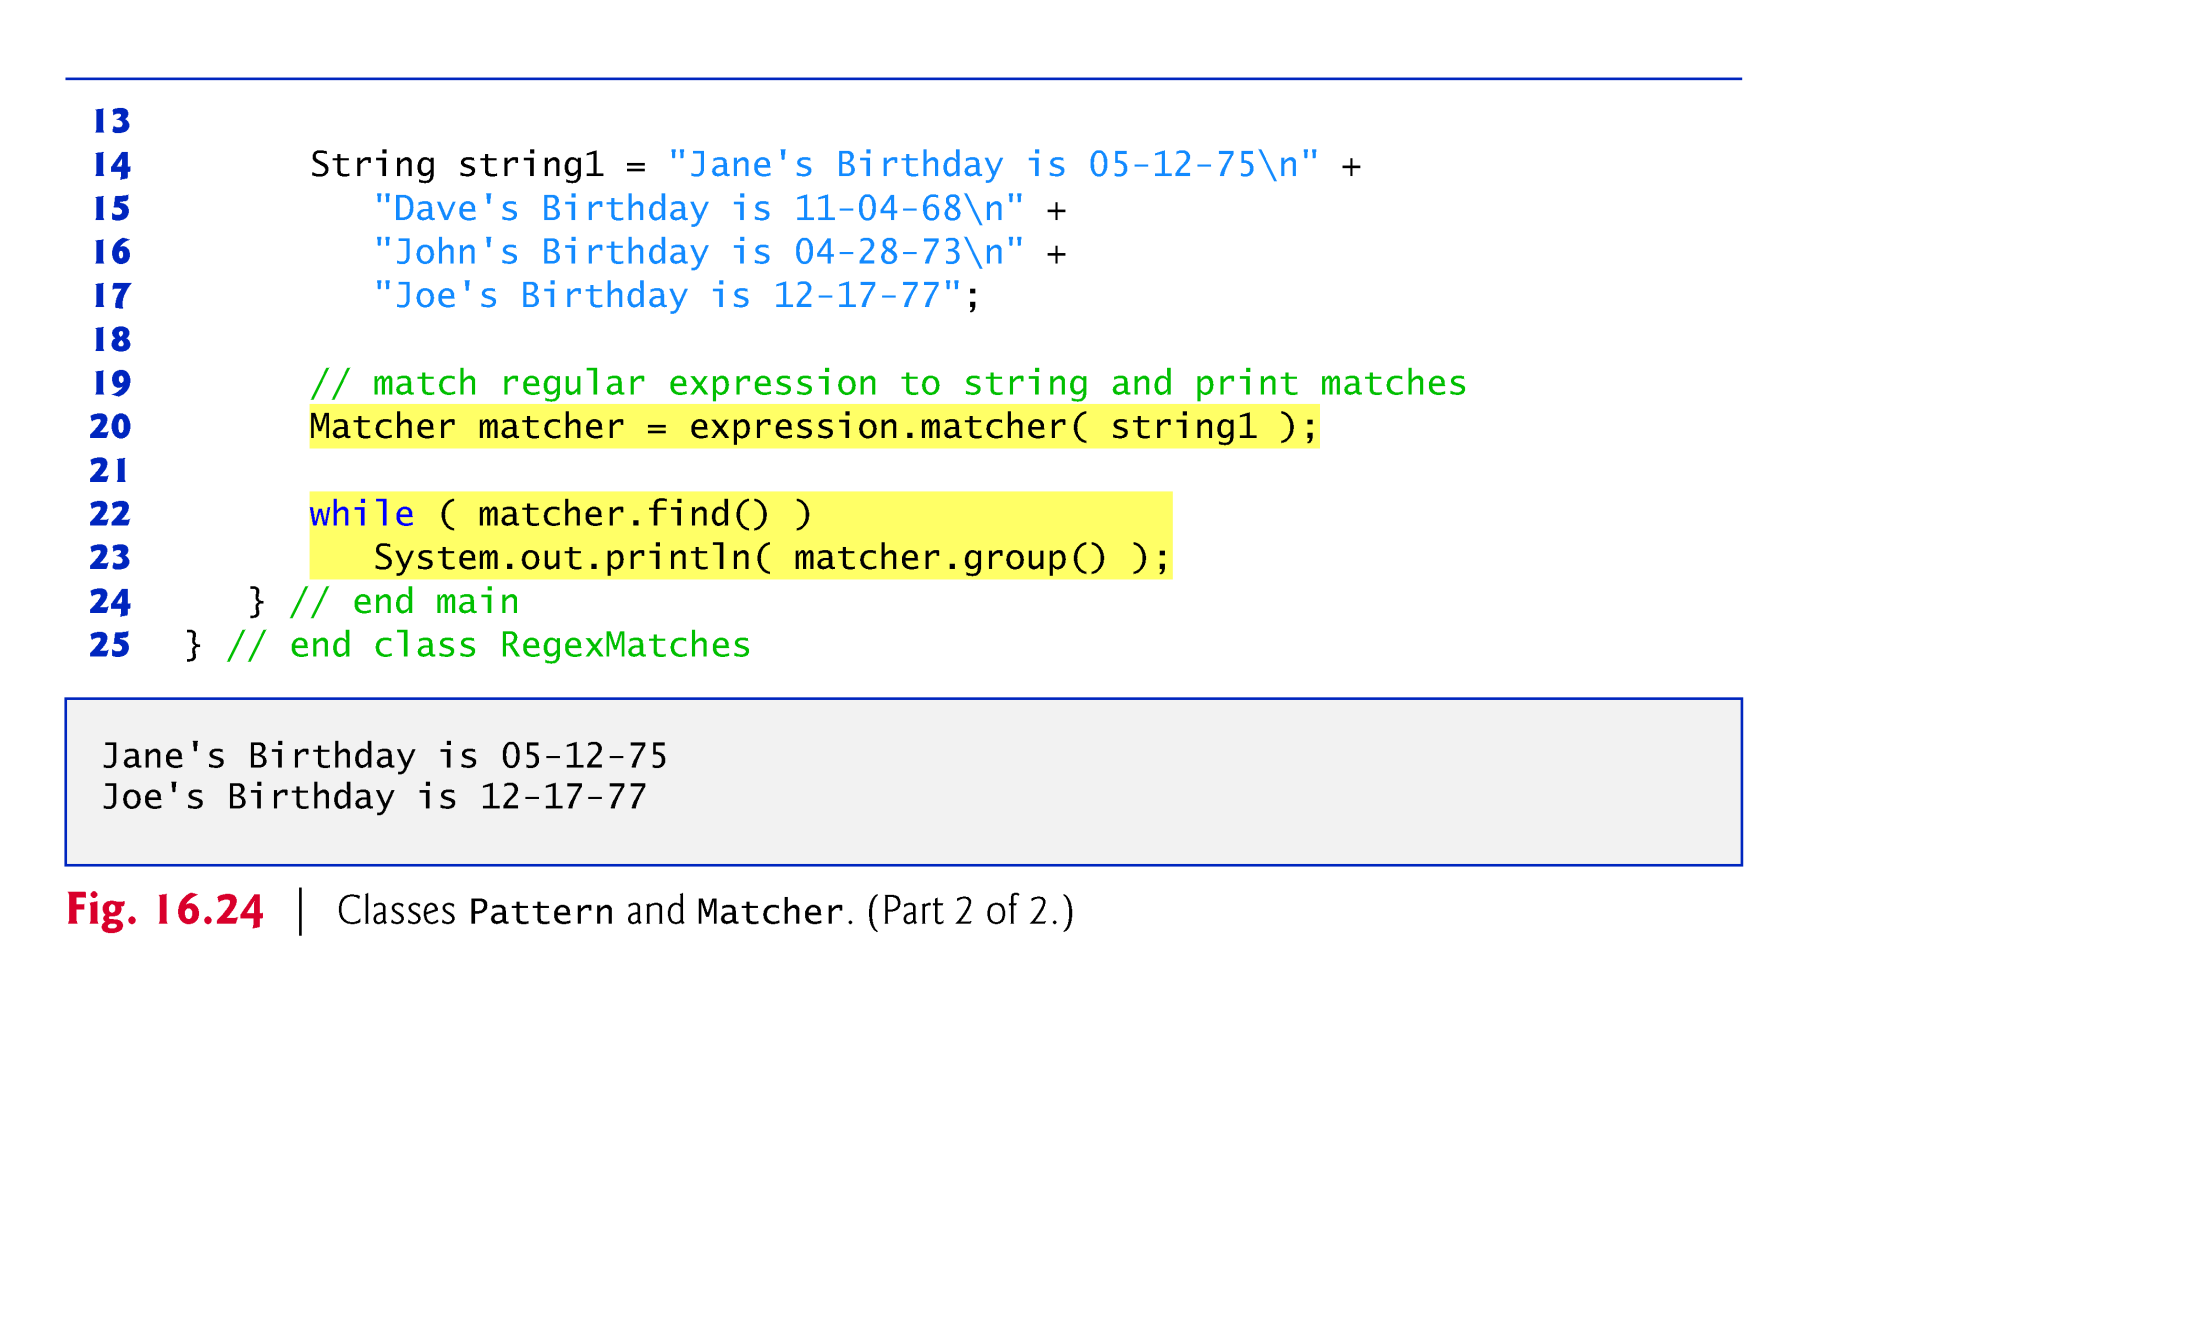 13
14 String string1 = "Jane's Birthday is 05-12-75\n" +
15 "Dave's Birthday is 11-04-68\n" +
16 "John's Birthday is 04-28-73\n" +
17 "Joe's Birthday is 12-17-77";
18
19 // match regular expression to string and print matches
20 Matcher matcher = expression.matcher( string1 );
21
22 while ( matcher.find() )
23 System.out.println( matcher.group() );
24 } // end main
25 } // end class RegexMatches
Jane's Birthday is 05-12-75
Joe's Birthday is 12-17-77
Fig. 16.24 | Classes Pattern and Matcher. (Part 2 of 2.)